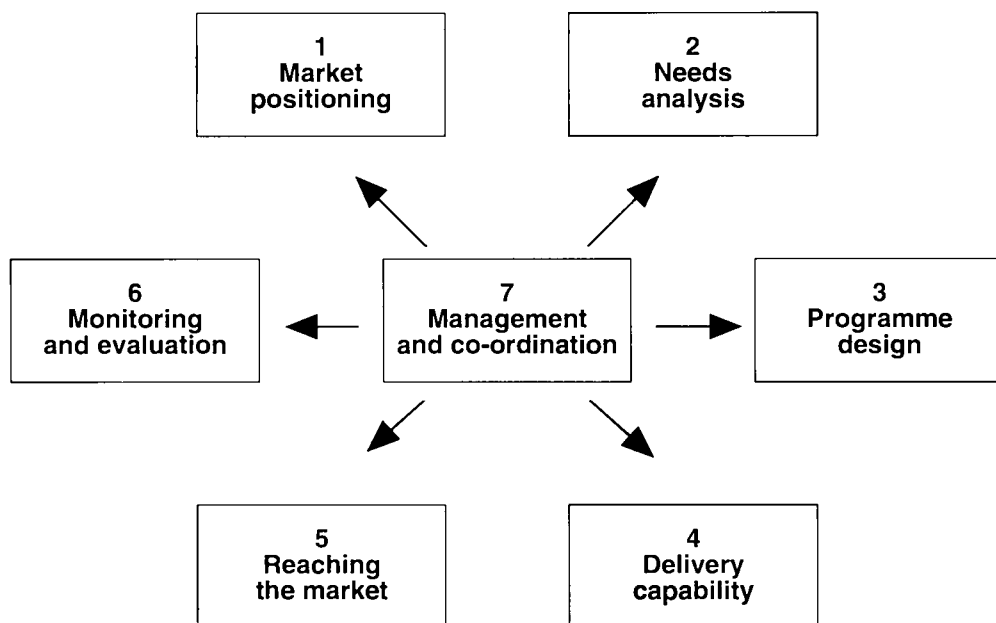 1
Market
positioning
2
Needs
analysis
6
Monitoring
and evaluation
7
Management
and co-ordination
3
Programme
design
5
Reaching
the market
4
Delivery
capability